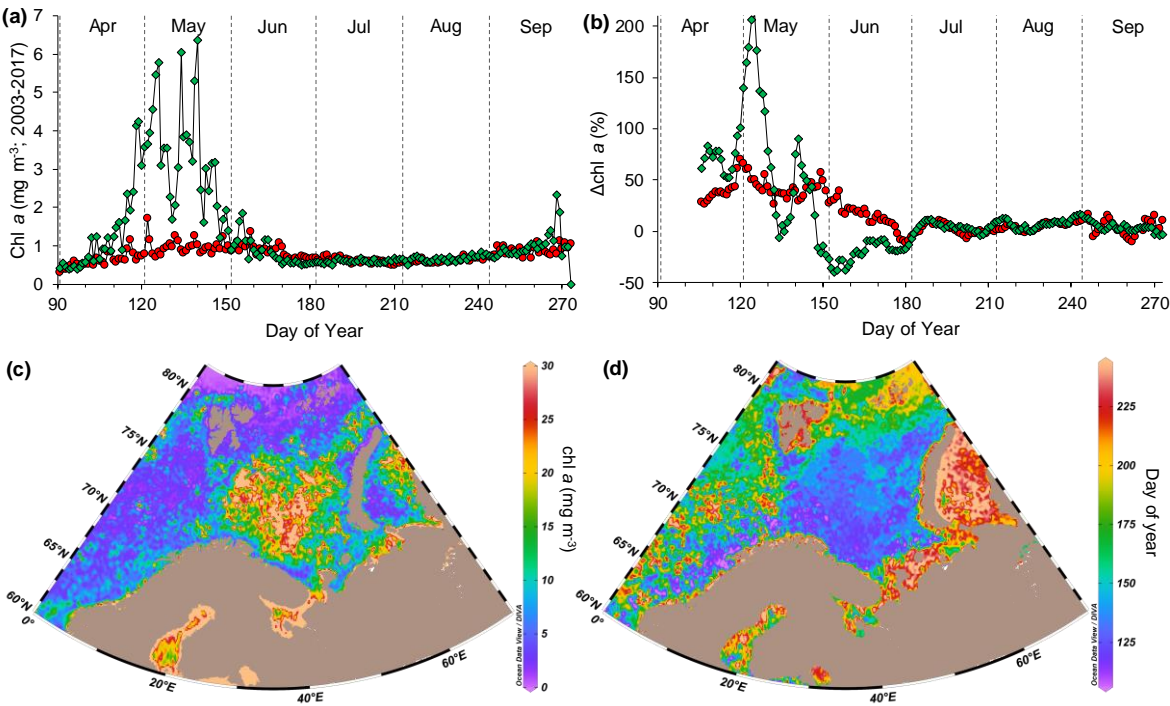 (a)
7
6
5
4
3
2
1
0
Chl a (mg m-3; 2003-2017)
Apr May Jun Jul Aug Sep
90 120 150 180 210 240 270
Day of Year
(b)
200
150
100
50
0
-50
Δchl a (%)
Apr May Jun Jul Aug Sep
90 120 150 180 210 240 270
Day of Year
(c)
80°N
75°N
70°N
65°N
60°N
0°
20°E
40°E
60°E
30
25
20
15
10
5
0
chl a (mg m³)
Ocean Data View / DIVA
(d)
80°N
75°N
70°N
65°N
60°N
0°
20°E
40°E
60°E
225
200
175
150
125
Day of year
Ocean Data View / DIVA